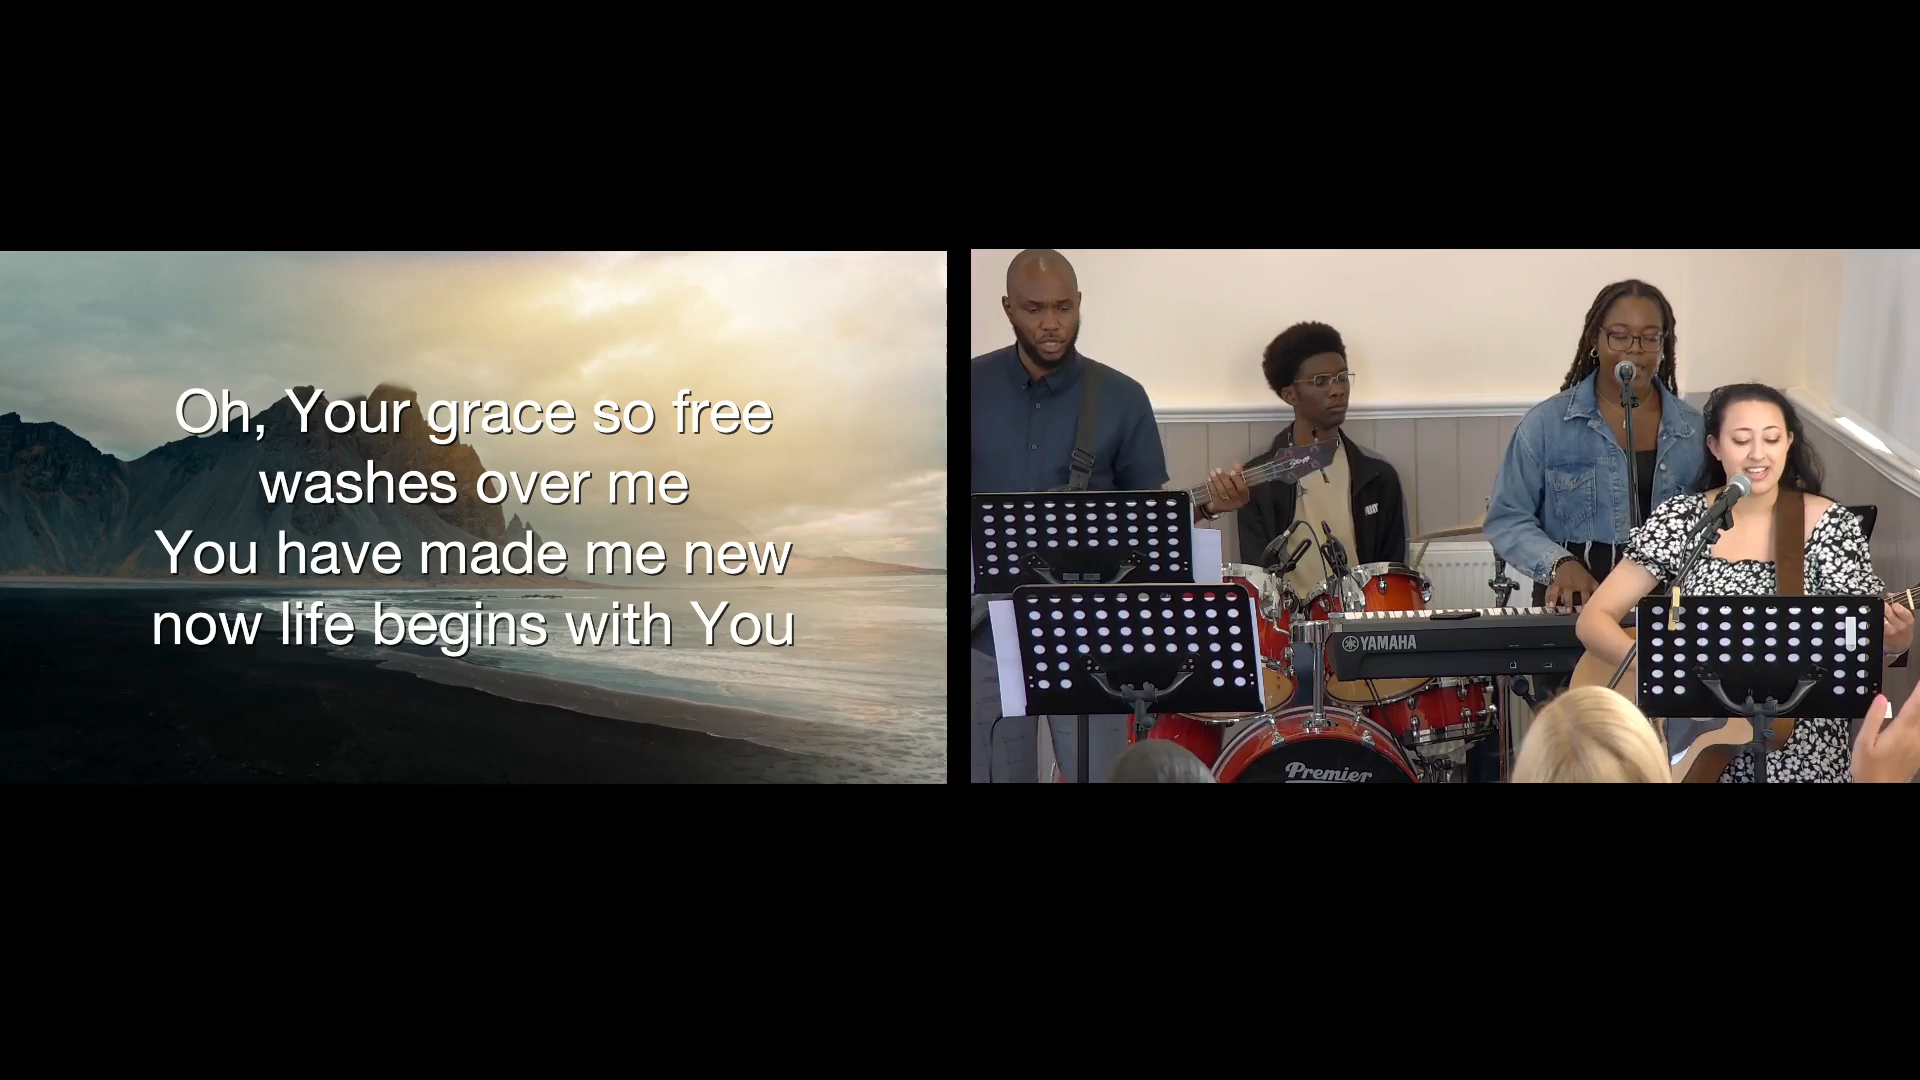 Oh, Your grace so free
washes over me
You have made me new
now life begins with You
YAMAHA
Premier